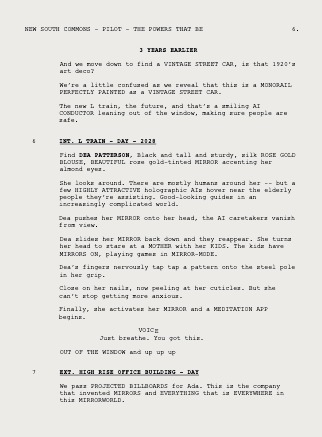 NEW SOUTH COMMONS - PILOT - THE POWERS THAT BE 6.
3 YEARS EARLIER
And we move down to find a VINTAGE STREET CAR, is that 1920's
art deco?
We're a little confused as we reveal that this is a MONORAIL
PERFECTLY PAINTED as a VINTAGE STREET CAR.
The new L train, the future, and that's a smiling AI
CONDUCTOR leaning out of the window, making sure people are
safe.
6 INT. L TRAIN - DAY - 2028
Find DEA PATTERSON, Black and tall and sturdy, silk ROSE GOLD
BLOUSE, BEAUTIFUL rose gold-tinted MIRROR accenting her
almond eyes.
She looks around. There are mostly humans around her -- but a
few HIGHLY ATTRACTIVE holographic AIs hover near the elderly
people they're assisting. Good-looking guides in an
increasingly complicated world.
Dea pushes her MIRROR onto her head, the AI caretakers vanish
from view.
Dea slides her MIRROR back down and they reappear. She turns
her head to stare at a MOTHER with her KIDS. The kids have
MIRRORS ON, playing games in MIRROR-MODE.
Dea's fingers nervously tap tap a pattern onto the steel pole
in her grip.
Close on her nails, now peeling at her cuticles. But she
can't stop getting more anxious.
Finally, she activates her MIRROR and a MEDITATION APP
begins.
VOICE
Just breathe. You got this.
OUT OF THE WINDOW and up up up
7 EXT. HIGH RISE OFFICE BUILDING - DAY
We pass PROJECTED BILLBOARDS for Ada. This is the company
that invented MIRRORS and EVERYTHING that is EVERYWHERE in
this MIRRORWORLD.